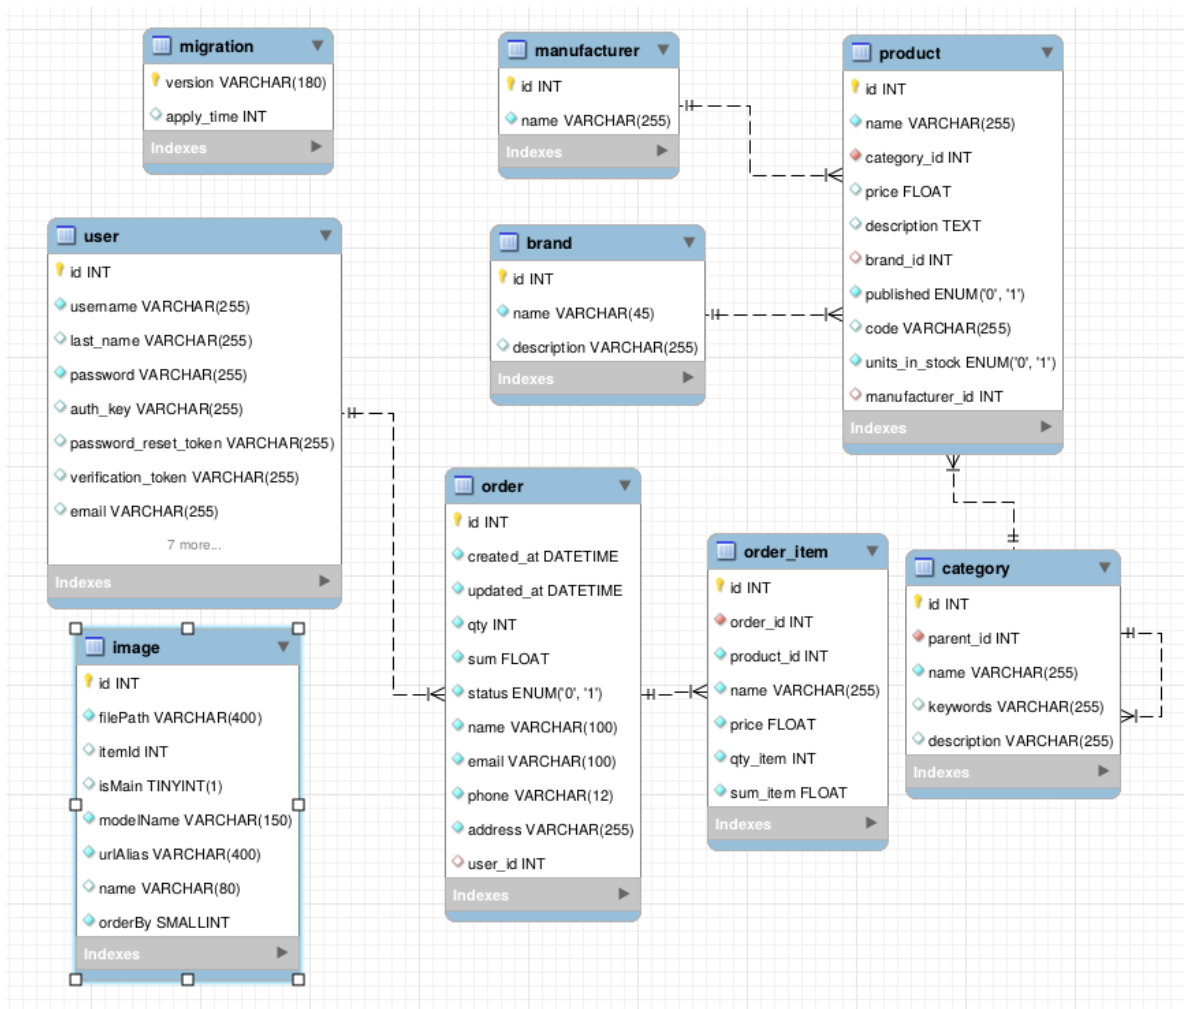 migration
version VARCHAR(180)
apply_time INT
Indexes
manufacturer
id INT
name VARCHAR(255)
Indexes
product
id INT
name VARCHAR(255)
category_id INT
price FLOAT
description TEXT
brand_id INT
published ENUM('0', '1')
code VARCHAR(255)
units_in_stock ENUM('0', '1')
manufacturer_id INT
Indexes
user
id INT
username VARCHAR(255)
last_name VARCHAR(255)
password VARCHAR(255)
auth_key VARCHAR(255)
password_reset_token VARCHAR(255)
verification_token VARCHAR(255)
email VARCHAR(255)
7 more...
Indexes
brand
id INT
name VARCHAR(45)
description VARCHAR(255)
Indexes
order
id INT
created_at DATETIME
updated_at DATETIME
qty INT
sum FLOAT
status ENUM('0', '1')
name VARCHAR(100)
email VARCHAR(100)
phone VARCHAR(12)
address VARCHAR(255)
user_id INT
Indexes
order_item
id INT
order_id INT
product_id INT
name VARCHAR(255)
price FLOAT
qty_item INT
sum_item FLOAT
Indexes
category
id INT
parent_id INT
name VARCHAR(255)
keywords VARCHAR(255)
description VARCHAR(255)
Indexes
image
id INT
filePath VARCHAR(400)
itemId INT
isMain TINYINT(1)
modelName VARCHAR(150)
urlAlias VARCHAR(400)
name VARCHAR(80)
orderBy SMALLINT
Indexes